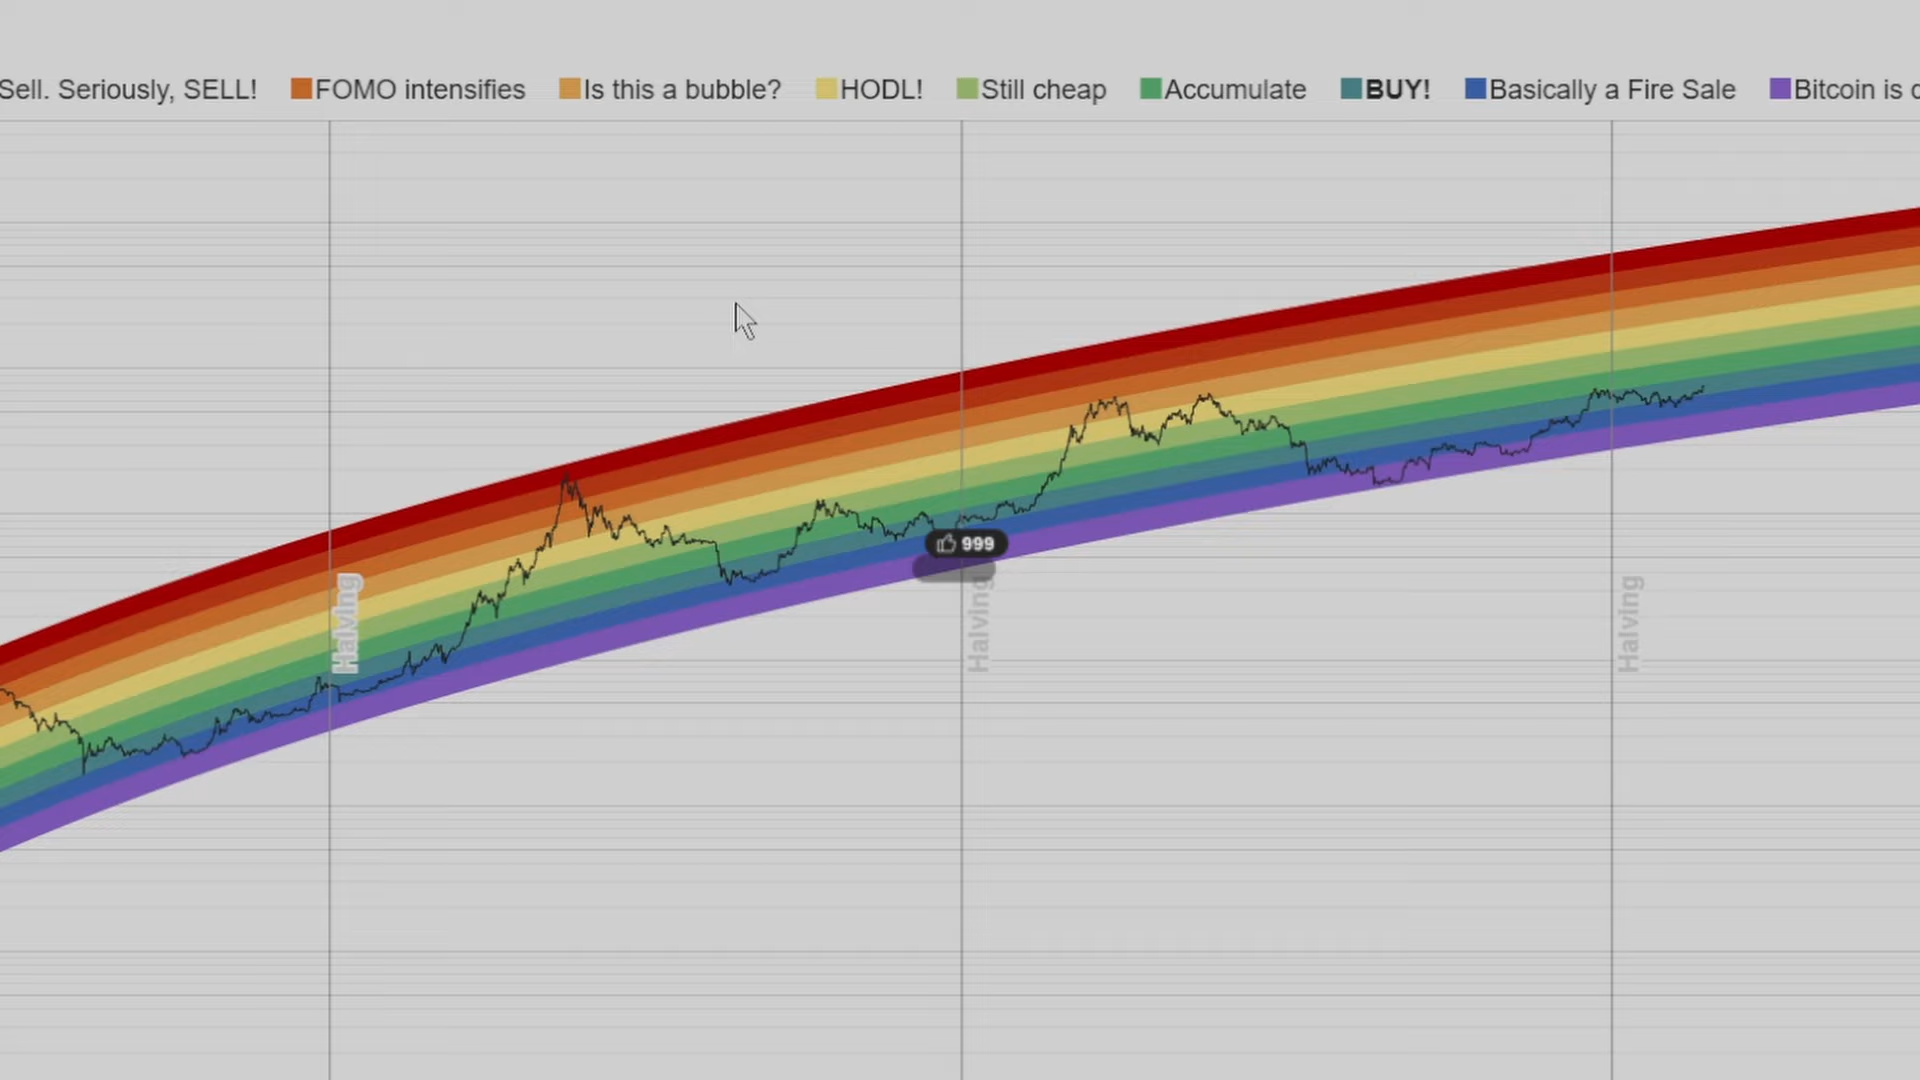 Sell. Seriously, SELL! FOMO intensifies Is this a bubble? HODL! Still cheap Accumulate BUY! Basically a Fire Sale Bitcoin is
999
Halving
Halving
Halving